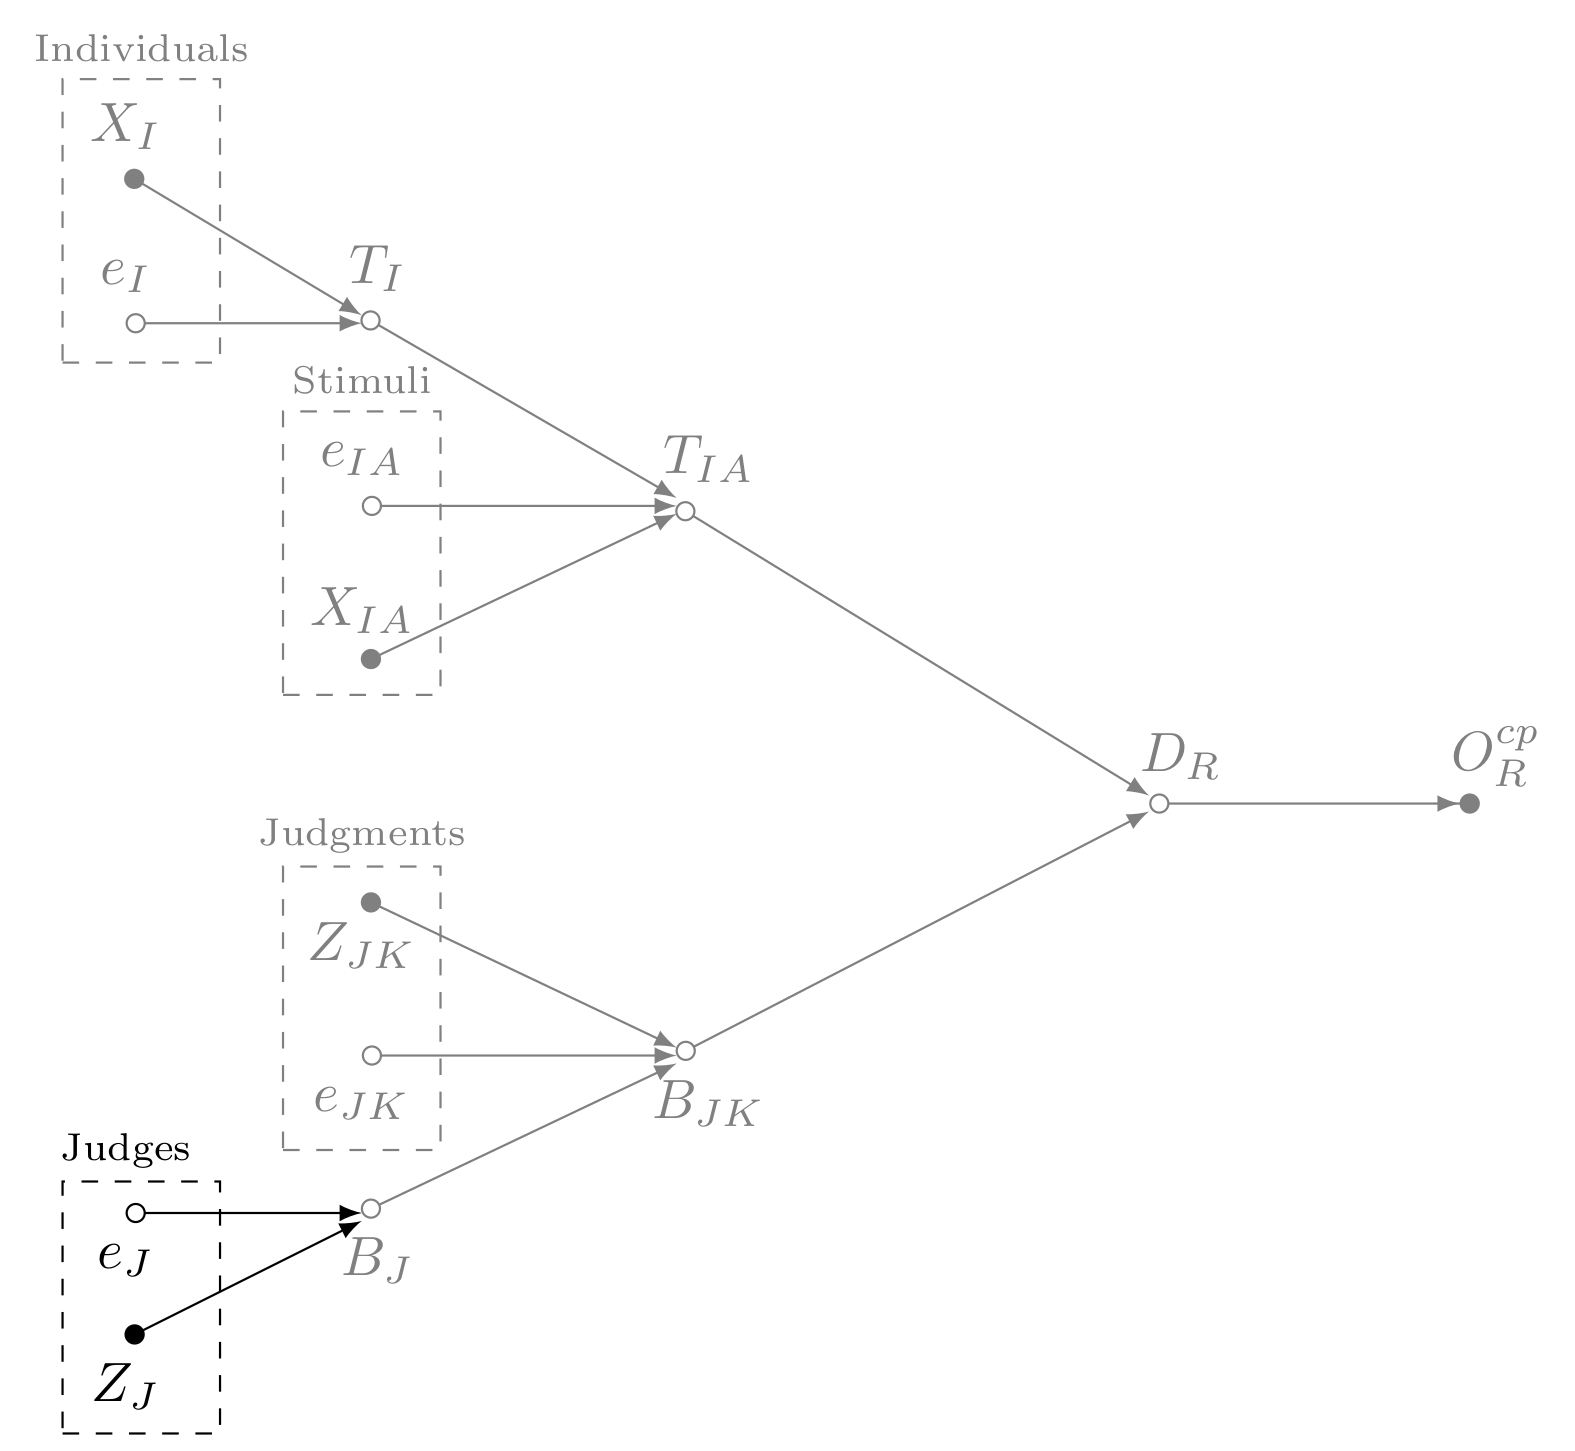 Individuals
X_I
e_I
T_I
Stimuli
e_{IA}
T_{IA}
X_{IA}
D_R
O_R^{cp}
Judgments
Z_{JK}
e_{JK}
B_{JK}
Judges
e_J
B_J
Z_J